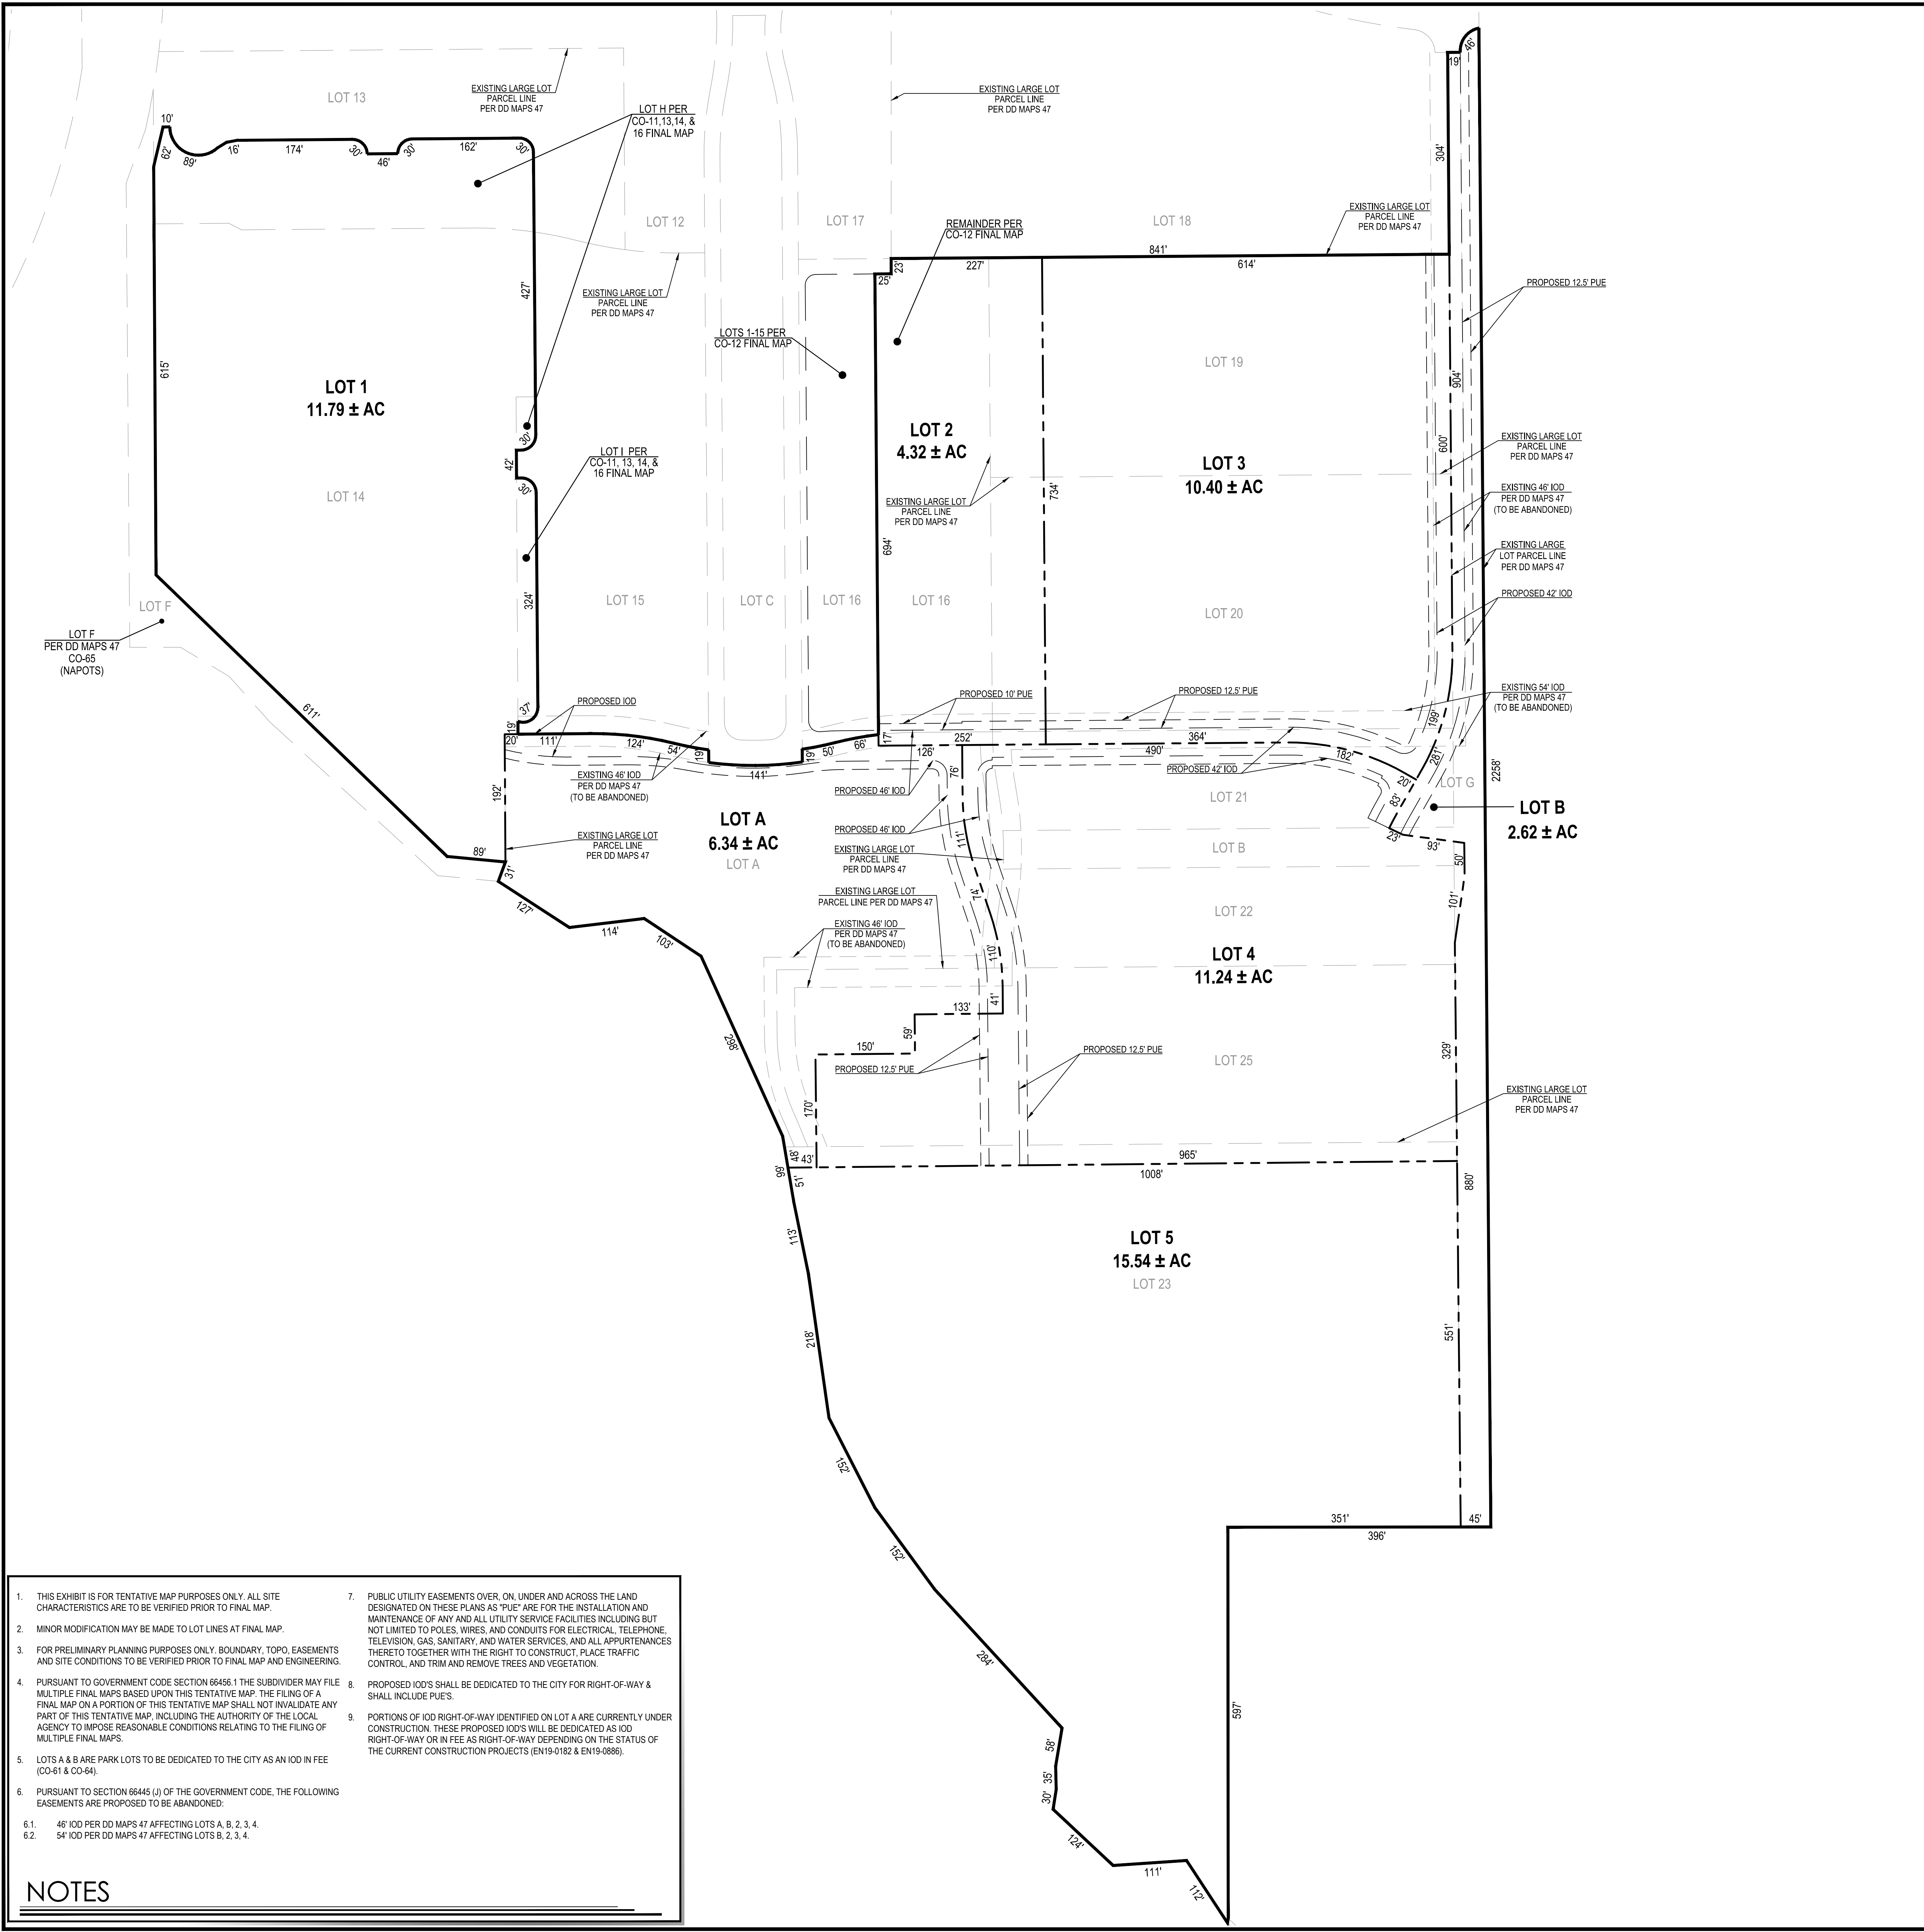 46'
19'
LOT 13
EXISTING LARGE LOT
PARCEL LINE
PER DD MAPS 47
LOT H PER
CO-11,13,14, &
16 FINAL MAP
EXISTING LARGE LOT
PARCEL LINE
PER DD MAPS 47
10'
62'
89'
16'
174'
30'
46'
30'
162'
30'
304'
LOT 12
LOT 17
REMAINDER PER
CO-12 FINAL MAP
LOT 18
EXISTING LARGE LOT
PARCEL LINE
PER DD MAPS 47
841'
23'
227'
614'
25'
427'
EXISTING LARGE LOT
PARCEL LINE
PER DD MAPS 47
PROPOSED 12.5' PUE
LOTS 1-15 PER
CO-12 FINAL MAP
615'
LOT 19
904'
LOT 1
11.79 ± AC
LOT 2
4.32 ± AC
30'
42'
30'
600'
EXISTING LARGE LOT
PARCEL LINE
PER DD MAPS 47
LOT I PER
CO-11, 13, 14, &
16 FINAL MAP
LOT 3
10.40 ± AC
734'
LOT 14
EXISTING LARGE LOT
PARCEL LINE
PER DD MAPS 47
EXISTING 46' IOD
PER DD MAPS 47
(TO BE ABANDONED)
694'
EXISTING LARGE
LOT PARCEL LINE
PER DD MAPS 47
324'
PROPOSED 42' IOD
LOT F
LOT 15
LOT C
LOT 16
LOT 16
LOT 20
LOT F
PER DD MAPS 47
CO-65
(NAPOTS)
611'
37'
19'
PROPOSED IOD
PROPOSED 10' PUE
PROPOSED 12.5' PUE
EXISTING 54' IOD
PER DD MAPS 47
(TO BE ABANDONED)
199'
281'
20'
111'
124'
54'
19'
141'
19'
50'
66'
17'
126'
252'
364'
490'
182'
20'
2258'
EXISTING 46' IOD
PER DD MAPS 47
(TO BE ABANDONED)
76'
PROPOSED 42' IOD
PROPOSED 46' IOD
LOT 21
LOT G
83'
192'
LOT A
6.34 ± AC
LOT A
LOT B
2.62 ± AC
EXISTING LARGE LOT
PARCEL LINE
PER DD MAPS 47
PROPOSED 46' IOD
111'
23'
93'
50'
EXISTING LARGE LOT
PARCEL LINE
PER DD MAPS 47
LOT B
89'
31'
127'
114'
103'
EXISTING LARGE LOT
PARCEL LINE PER DD MAPS 47
74'
101'
LOT 22
EXISTING 46' IOD
PER DD MAPS 47
(TO BE ABANDONED)
110'
LOT 4
11.24 ± AC
41'
133'
59'
150'
298'
329'
PROPOSED 12.5' PUE
PROPOSED 12.5' PUE
LOT 25
EXISTING LARGE LOT
PARCEL LINE
PER DD MAPS 47
170'
48'
43'
99'
51'
965'
1008'
880'
113'
LOT 5
15.54 ± AC
LOT 23
218'
551'
152'
351'
45'
396'
152'
284'
597'
58'
35'
30'
124'
111'
112'
1. THIS EXHIBIT IS FOR TENTATIVE MAP PURPOSES ONLY. ALL SITE
CHARACTERISTICS ARE TO BE VERIFIED PRIOR TO FINAL MAP.
2. MINOR MODIFICATION MAY BE MADE TO LOT LINES AT FINAL MAP.
3. FOR PRELIMINARY PLANNING PURPOSES ONLY. BOUNDARY, TOPO, EASEMENTS
AND SITE CONDITIONS TO BE VERIFIED PRIOR TO FINAL MAP AND ENGINEERING.
4. PURSUANT TO GOVERNMENT CODE SECTION 66456.1 THE SUBDIVIDER MAY FILE
MULTIPLE FINAL MAPS BASED UPON THIS TENTATIVE MAP. THE FILING OF A
FINAL MAP ON A PORTION OF THIS TENTATIVE MAP SHALL NOT INVALIDATE ANY
PART OF THIS TENTATIVE MAP, INCLUDING THE AUTHORITY OF THE LOCAL
AGENCY TO IMPOSE REASONABLE CONDITIONS RELATING TO THE FILING OF
MULTIPLE FINAL MAPS.
5. LOTS A & B ARE PARK LOTS TO BE DEDICATED TO THE CITY AS AN IOD IN FEE
(CO-61 & CO-64).
6. PURSUANT TO SECTION 66445 (J) OF THE GOVERNMENT CODE, THE FOLLOWING
EASEMENTS ARE PROPOSED TO BE ABANDONED:
6.1. 46' IOD PER DD MAPS 47 AFFECTING LOTS A, B, 2, 3, 4.
6.2. 54' IOD PER DD MAPS 47 AFFECTING LOTS B, 2, 3, 4.
7. PUBLIC UTILITY EASEMENTS OVER, ON, UNDER AND ACROSS THE LAND
DESIGNATED ON THESE PLANS AS "PUE" ARE FOR THE INSTALLATION AND
MAINTENANCE OF ANY AND ALL UTILITY SERVICE FACILITIES INCLUDING BUT
NOT LIMITED TO POLES, WIRES, AND CONDUITS FOR ELECTRICAL, TELEPHONE,
TELEVISION, GAS, SANITARY, AND WATER SERVICES, AND ALL APPURTENANCES
THERETO TOGETHER WITH THE RIGHT TO CONSTRUCT, PLACE TRAFFIC
CONTROL, AND TRIM AND REMOVE TREES AND VEGETATION.
8. PROPOSED IOD'S SHALL BE DEDICATED TO THE CITY FOR RIGHT-OF-WAY &
SHALL INCLUDE PUE'S.
9. PORTIONS OF IOD RIGHT-OF-WAY IDENTIFIED ON LOT A ARE CURRENTLY UNDER
CONSTRUCTION. THESE PROPOSED IOD'S WILL BE DEDICATED AS IOD
RIGHT-OF-WAY OR IN FEE AS RIGHT-OF-WAY DEPENDING ON THE STATUS OF
THE CURRENT CONSTRUCTION PROJECTS (EN19-0182 & EN19-0886).
NOTES